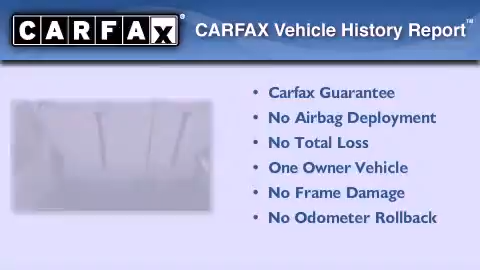 CARFAX® CARFAX Vehicle History Report™
• Carfax Guarantee
• No Airbag Deployment
• No Total Loss
• One Owner Vehicle
• No Frame Damage
• No Odometer Rollback